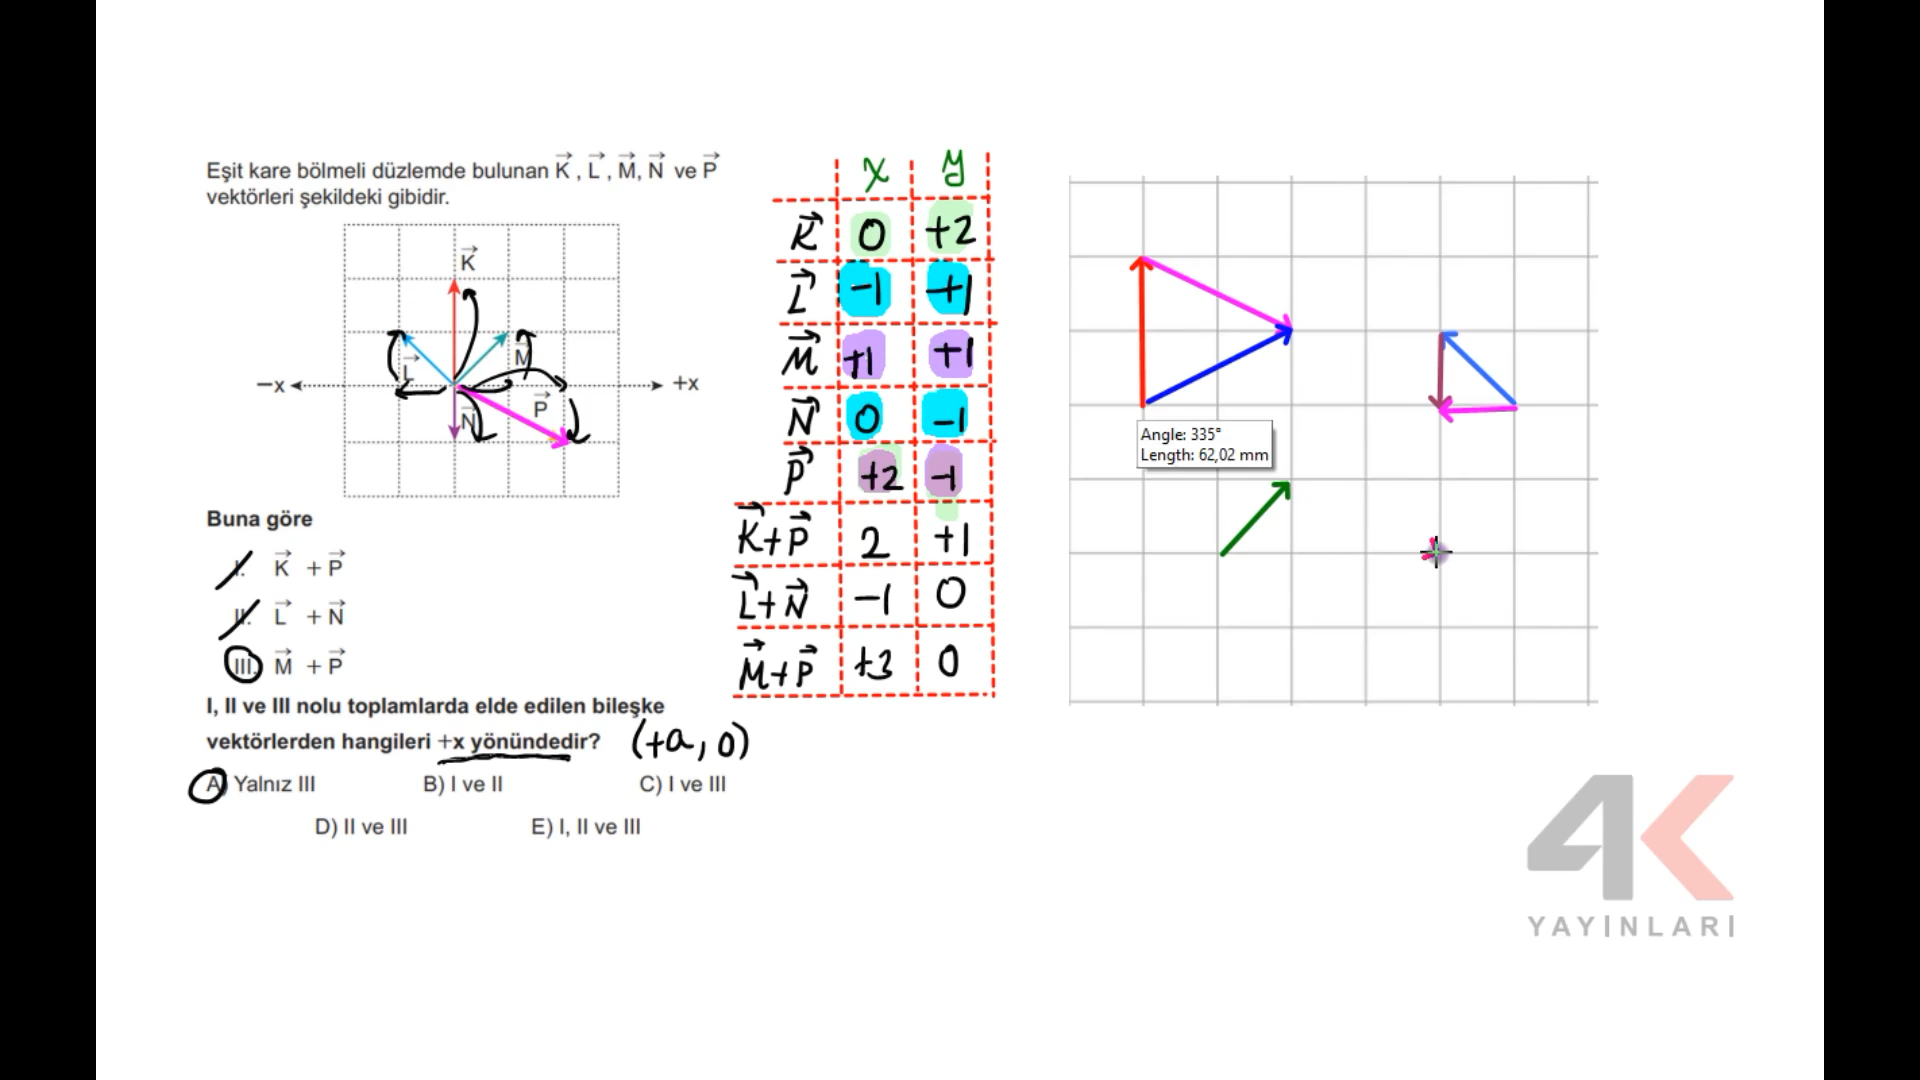 Eşit kare bölmeli düzlemde bulunan K, L, M, N ve P
vektörleri şekildeki gibidir.
K
L
M
−x
+x
N
P
Buna göre
I. K + P
II. L + N
III. M + P
I, II ve III nolu toplamlarda elde edilen bileşke
vektörlerden hangileri +x yönündedir? (+a, 0)
A) Yalnız III B) I ve II C) I ve III
D) II ve III E) I, II ve III
x y
K 0 +2
L −1 +1
M +1 +1
N 0 −1
P +2 −1
K+P 2 +1
L+N −1 0
M+P +3 0
Angle: 335°
Length: 62,02 mm
4K
YAYINLARI